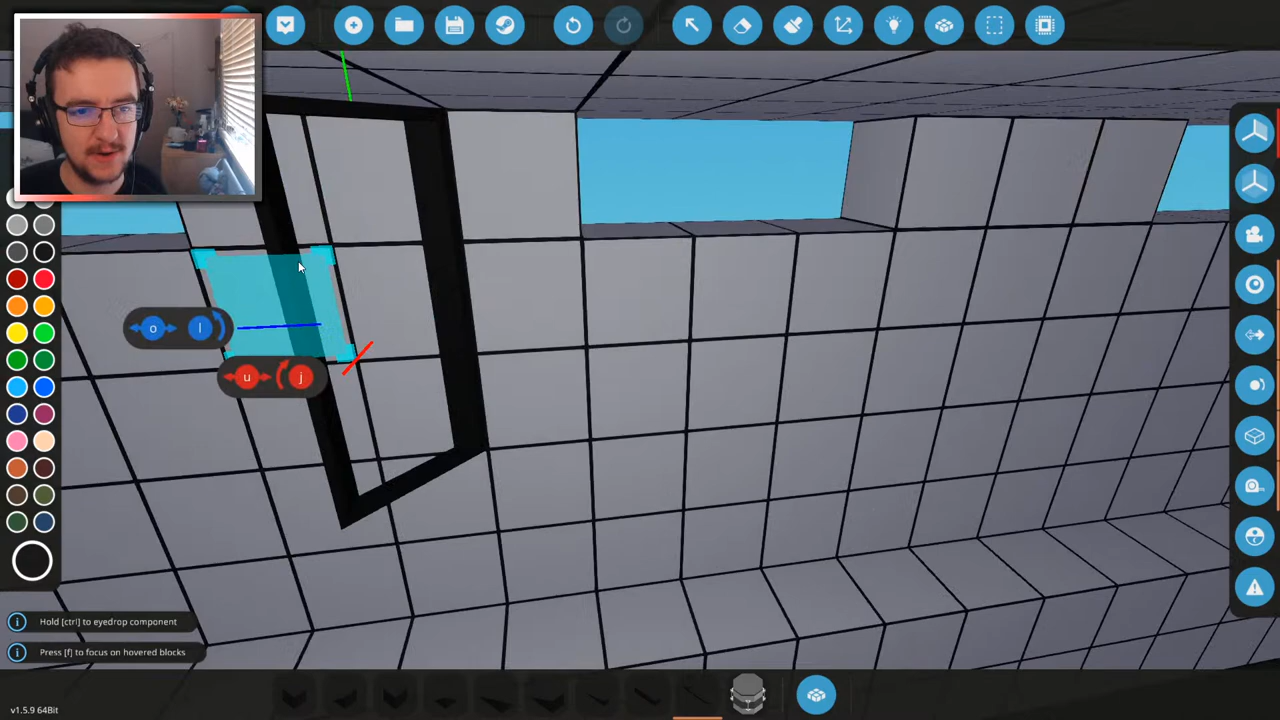 o l
u j
Hold [ctrl] to eyedrop component
Press [f] to focus on hovered blocks
v1.5.9 64Bit